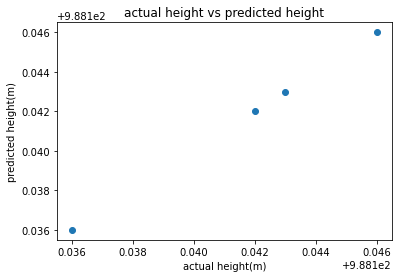 actual height vs predicted height
+9.881e2
0.046
0.044
0.042
0.040
0.038
0.036
predicted height(m)
0.036 0.038 0.040 0.042 0.044 0.046
actual height(m)
+9.881e2